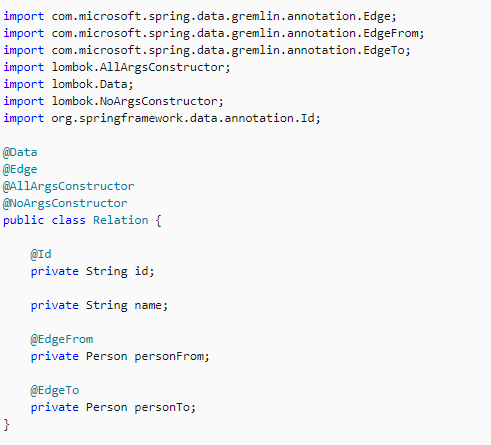 import com.microsoft.spring.data.gremlin.annotation.Edge;
import com.microsoft.spring.data.gremlin.annotation.EdgeFrom;
import com.microsoft.spring.data.gremlin.annotation.EdgeTo;
import lombok.AllArgsConstructor;
import lombok.Data;
import lombok.NoArgsConstructor;
import org.springframework.data.annotation.Id;

@Data
@Edge
@AllArgsConstructor
@NoArgsConstructor
public class Relation {

    @Id
    private String id;

    private String name;

    @EdgeFrom
    private Person personFrom;

    @EdgeTo
    private Person personTo;
}